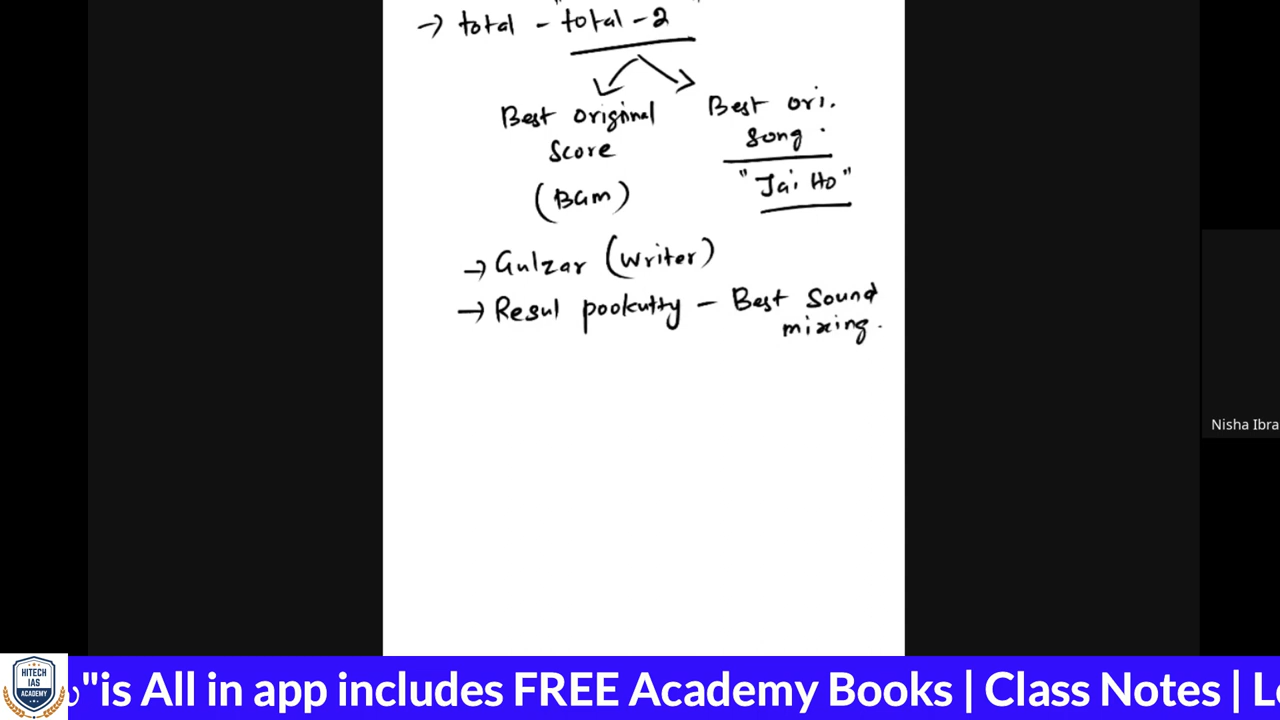 → total - "total - 2"
Best Original Score
(BGM)
Best ori. song.
"Jai Ho"
→ Gulzar (writer)
→ Resul pookutty - Best Sound
mixing.
Nisha Ibra
HITECH
IAS
ACADEMY
"is All in app includes FREE Academy Books | Class Notes | L